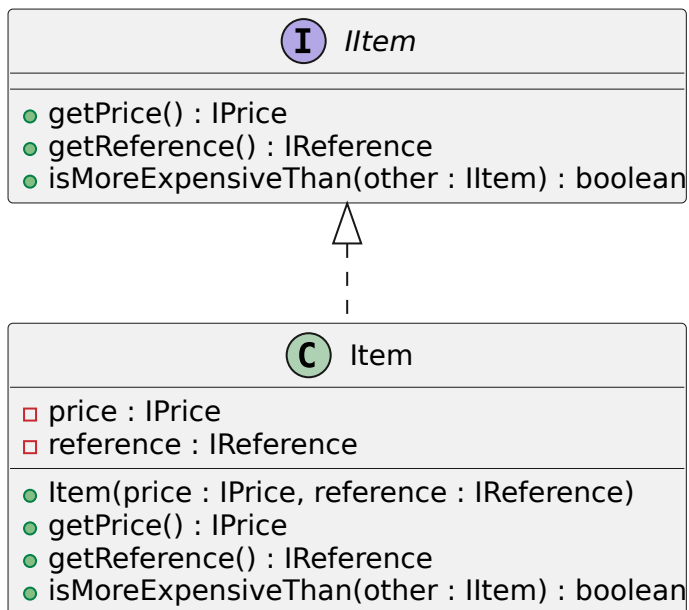 I IItem
getPrice() : IPrice
getReference() : IReference
isMoreExpensiveThan(other : IItem) : boolean
C Item
price : IPrice
reference : IReference
Item(price : IPrice, reference : IReference)
getPrice() : IPrice
getReference() : IReference
isMoreExpensiveThan(other : IItem) : boolean